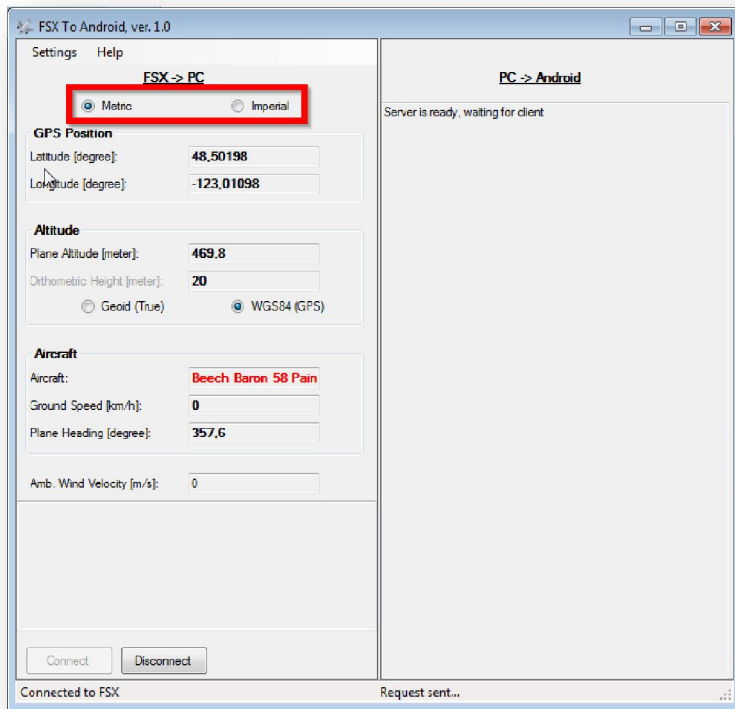 FSX To Android, ver. 1.0
Settings Help
FSX -> PC
Metric Imperial
GPS Position
Latitude [degree]: 48,50198
Longitude [degree]: -123,01098
Altitude
Plane Altitude [meter]: 469,8
Orthometric Height [meter]: 20
Geoid (True) WGS84 (GPS)
Aircraft
Aircraft: Beech Baron 58 Pain
Ground Speed [km/h]: 0
Plane Heading [degree]: 357,6
Amb. Wind Velocity [m/s]: 0
Connect Disconnect
Connected to FSX
PC -> Android
Server is ready, waiting for client
Request sent...